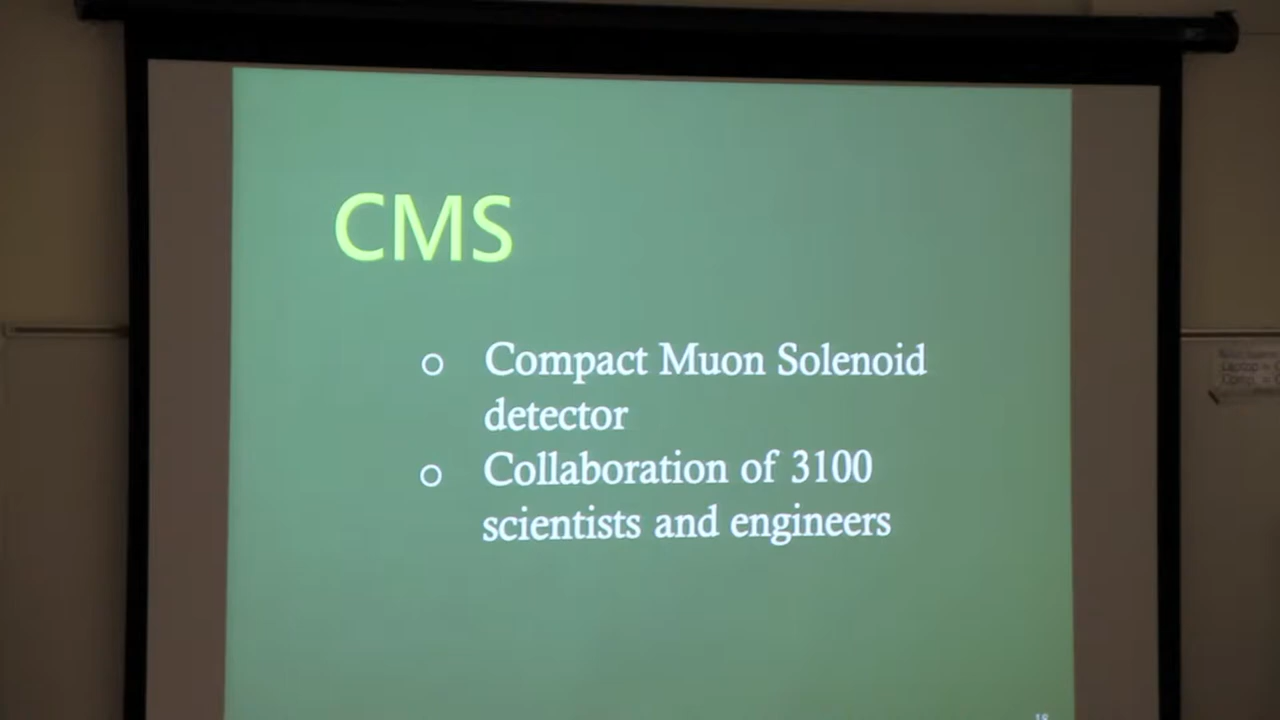 CMS
○ Compact Muon Solenoid
detector
○ Collaboration of 3100
scientists and engineers